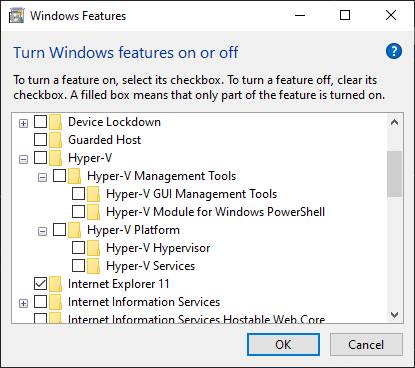 Windows Features
Turn Windows features on or off
?
To turn a feature on, select its checkbox. To turn a feature off, clear its
checkbox. A filled box means that only part of the feature is turned on.
Device Lockdown
Guarded Host
Hyper-V
Hyper-V Management Tools
Hyper-V GUI Management Tools
Hyper-V Module for Windows PowerShell
Hyper-V Platform
Hyper-V Hypervisor
Hyper-V Services
Internet Explorer 11
Internet Information Services
Internet Information Services Hostable Web Core
OK
Cancel